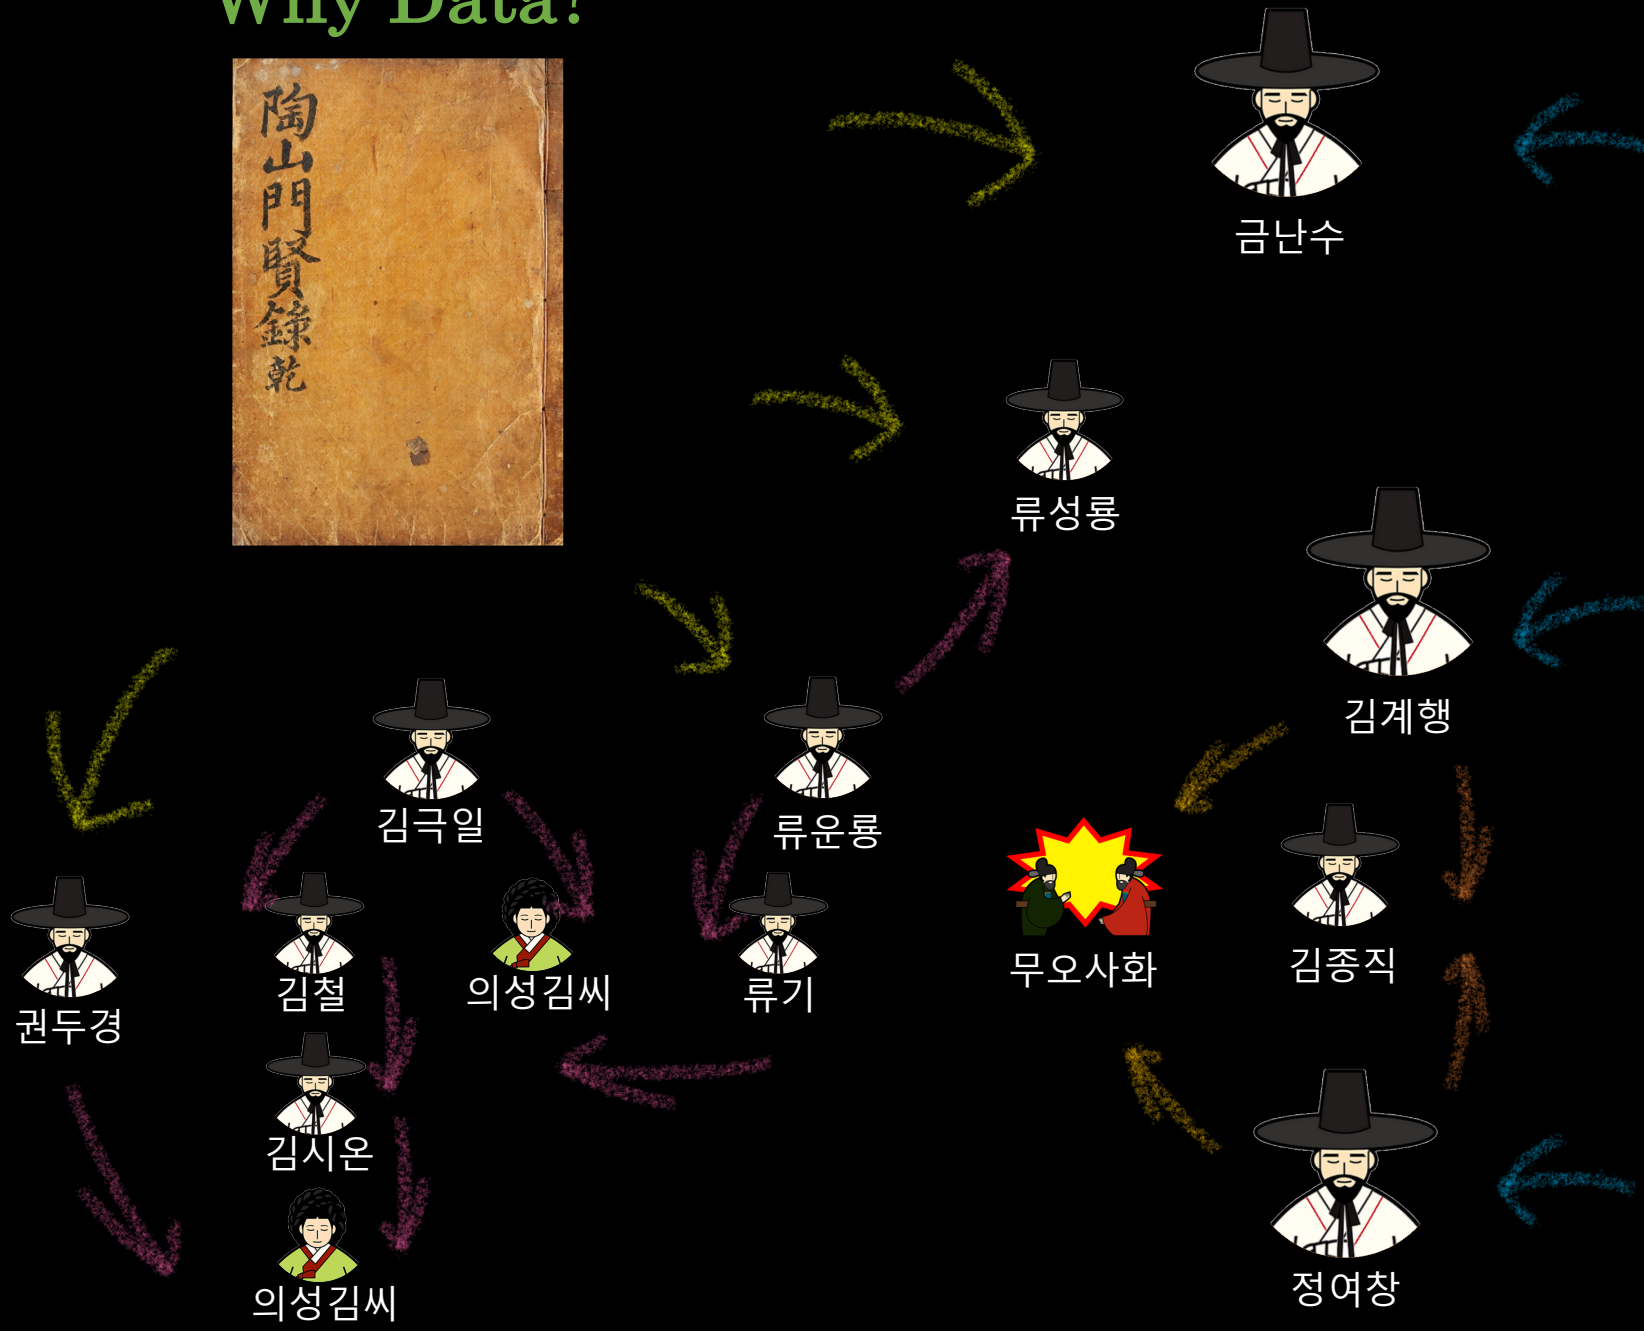 Why Data?
陶山門賢錄乾
금난수
류성룡
김계행
김극일
류운룡
권두경
김철
의성김씨
류기
무오사화
김종직
김시온
의성김씨
정여창